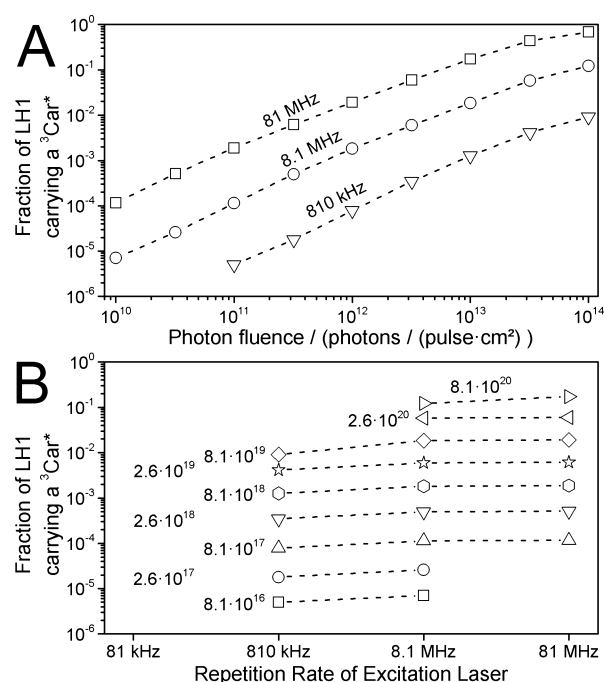 A
10⁰
10⁻¹
10⁻²
10⁻³
10⁻⁴
10⁻⁵
10⁻⁶
Fraction of LH1
carrying a ³Car*
81 MHz
8.1 MHz
810 kHz
10¹⁰
10¹¹
10¹²
10¹³
10¹⁴
Photon fluence / (photons / (pulse·cm²) )
B
10⁰
10⁻¹
10⁻²
10⁻³
10⁻⁴
10⁻⁵
10⁻⁶
Fraction of LH1
carrying a ³Car*
8.1·10²⁰
2.6·10²⁰
8.1·10¹⁹
2.6·10¹⁹
8.1·10¹⁸
2.6·10¹⁸
8.1·10¹⁷
2.6·10¹⁷
8.1·10¹⁶
81 kHz
810 kHz
8.1 MHz
81 MHz
Repetition Rate of Excitation Laser